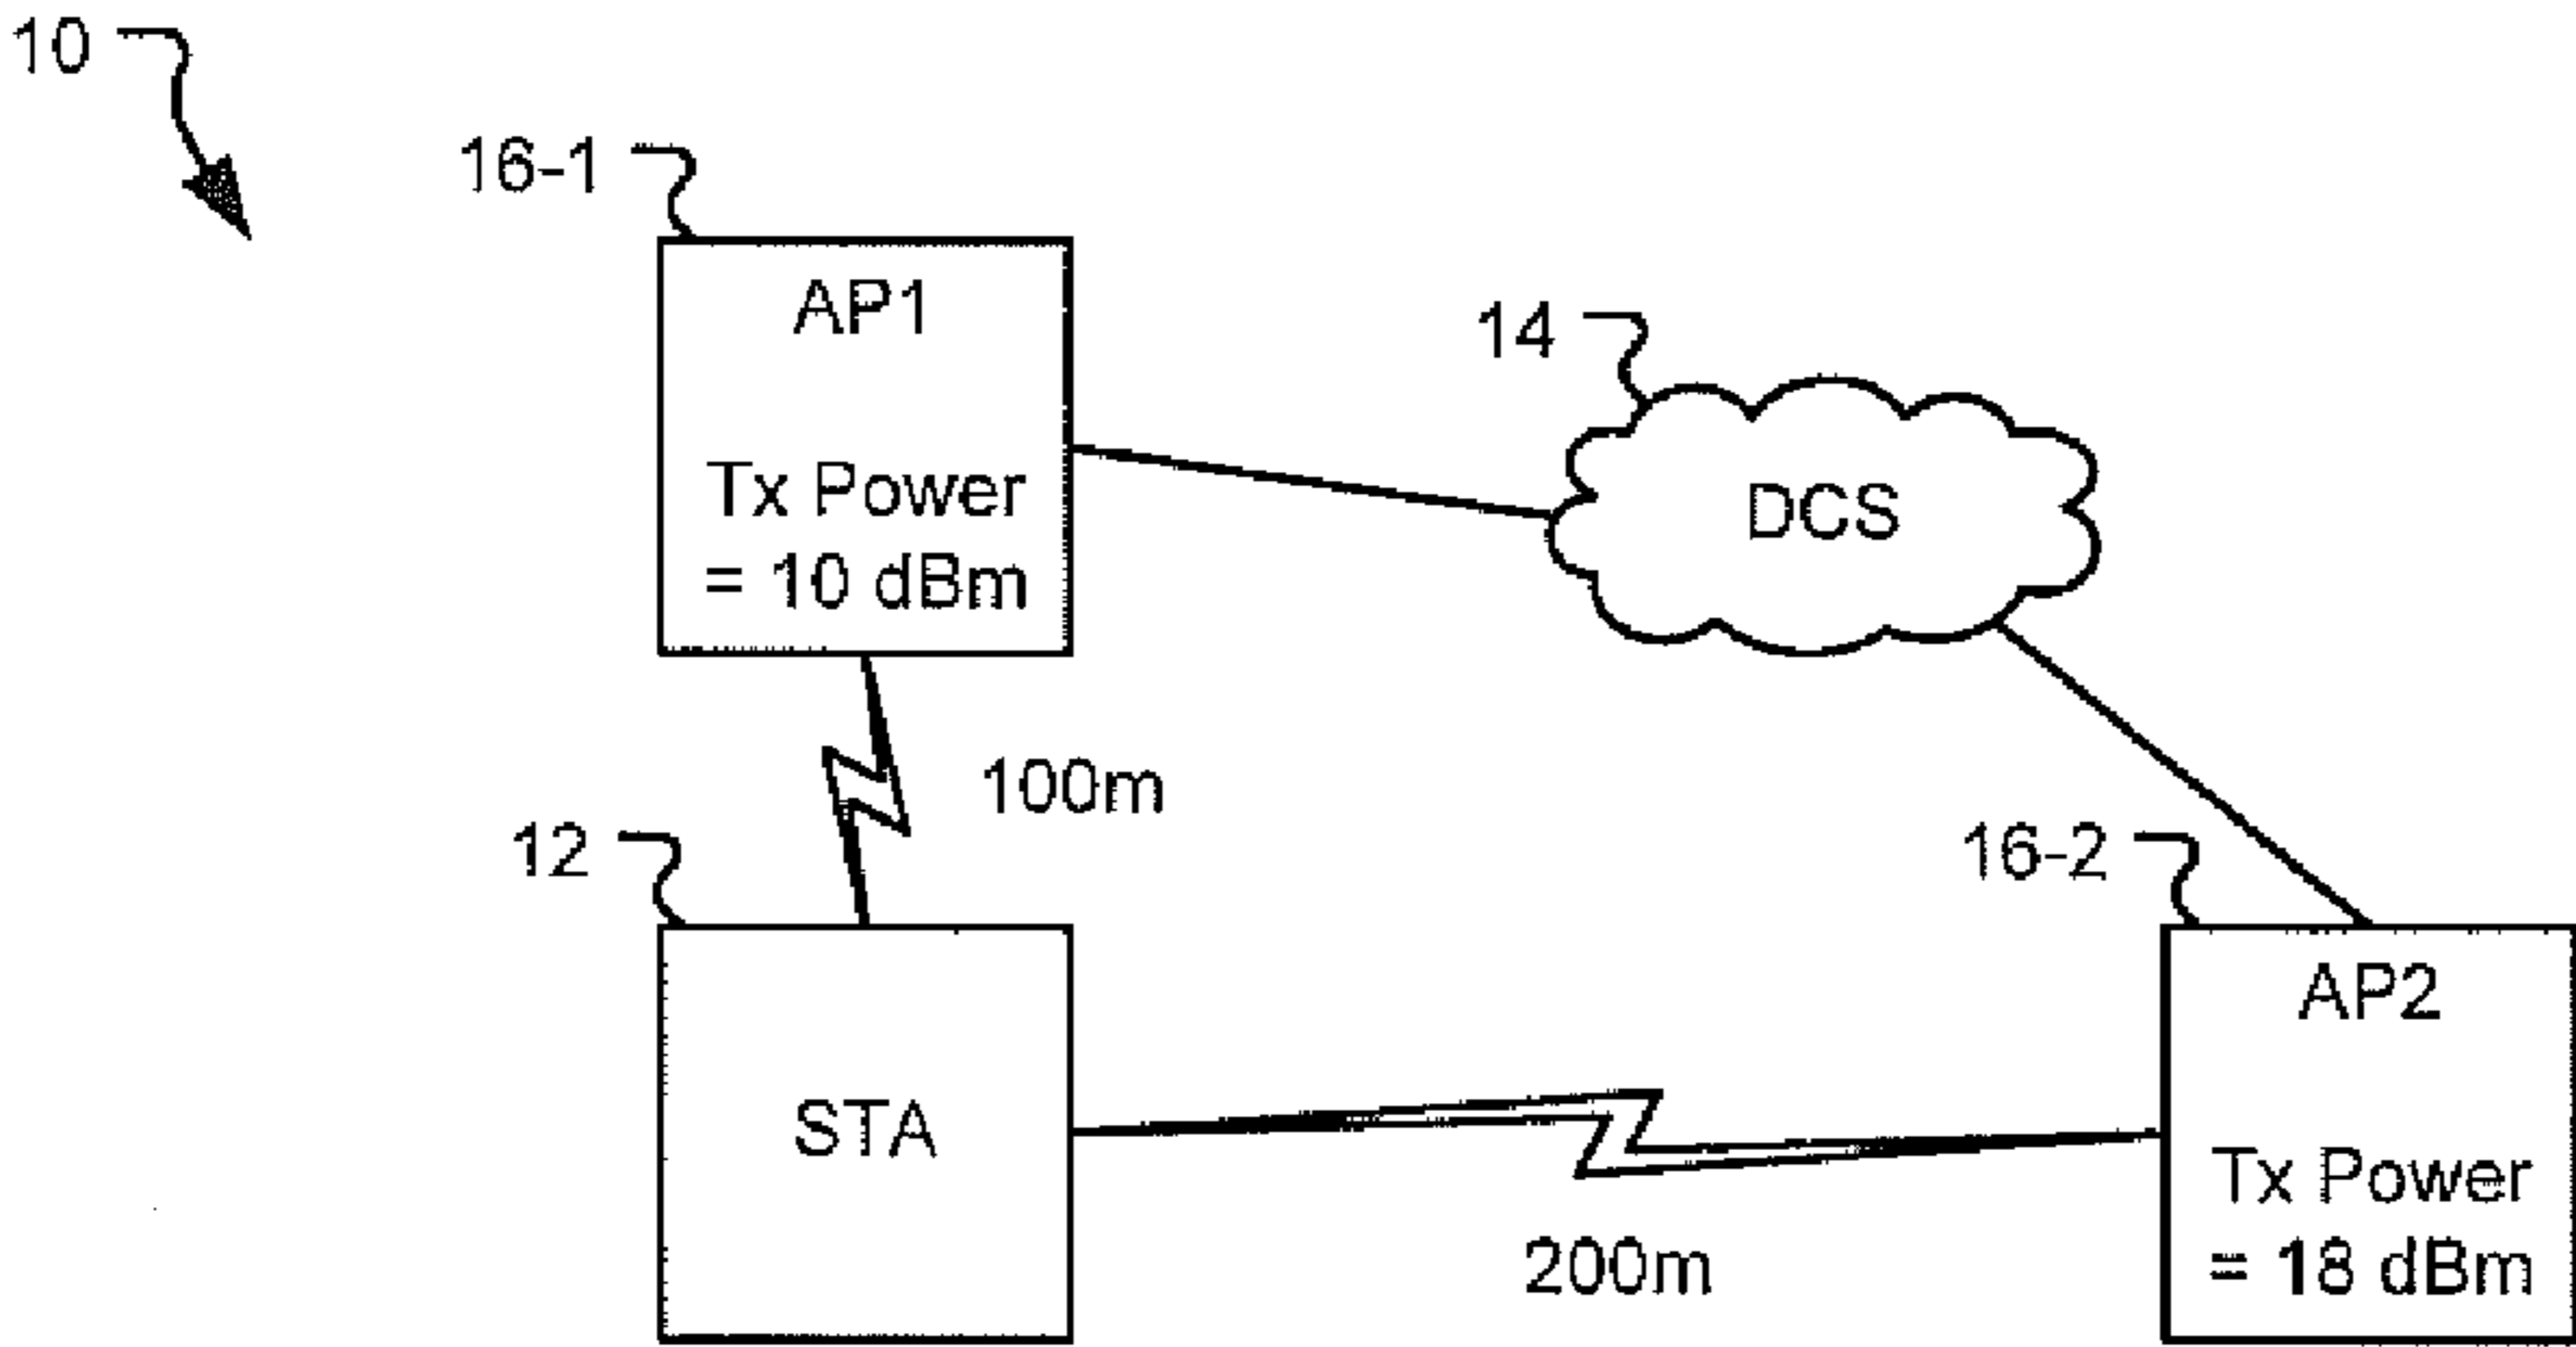 10
16-1
AP1
Tx Power
= 10 dBm
14
DCS
100m
12
STA
16-2
AP2
Tx Power
= 18 dBm
200m